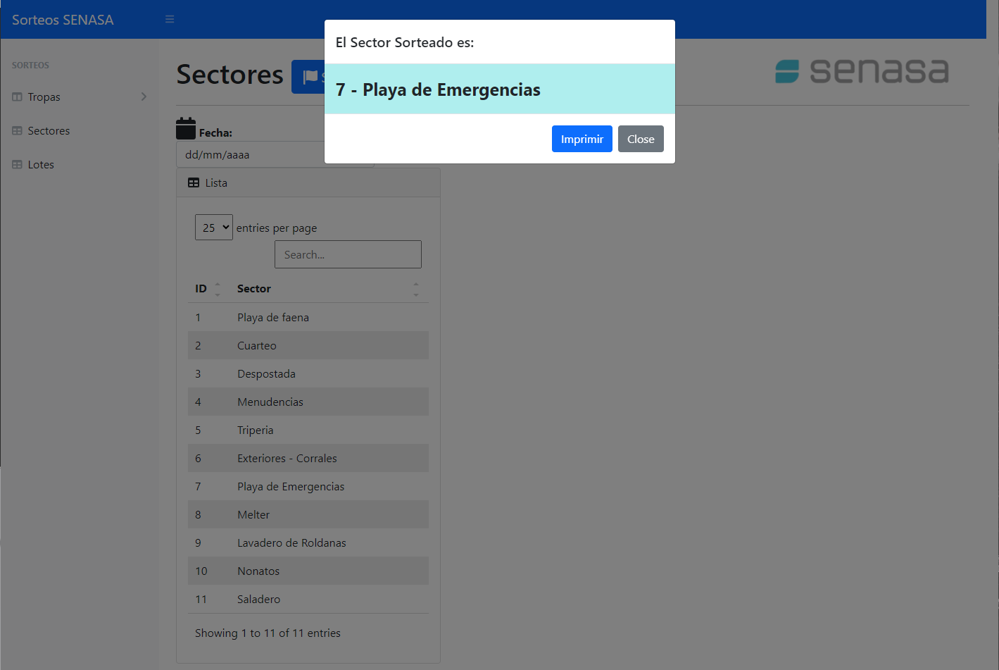 Sorteos SENASA
El Sector Sorteado es:
7 - Playa de Emergencias
Imprimir Close
SORTEOS
Tropas
Sectores
Lotes
Sectores
senasa
Fecha:
dd/mm/aaaa
Lista
25 entries per page
Search...
ID Sector
1 Playa de faena
2 Cuarteo
3 Despostada
4 Menudencias
5 Triperia
6 Exteriores - Corrales
7 Playa de Emergencias
8 Melter
9 Lavadero de Roldanas
10 Nonatos
11 Saladero
Showing 1 to 11 of 11 entries